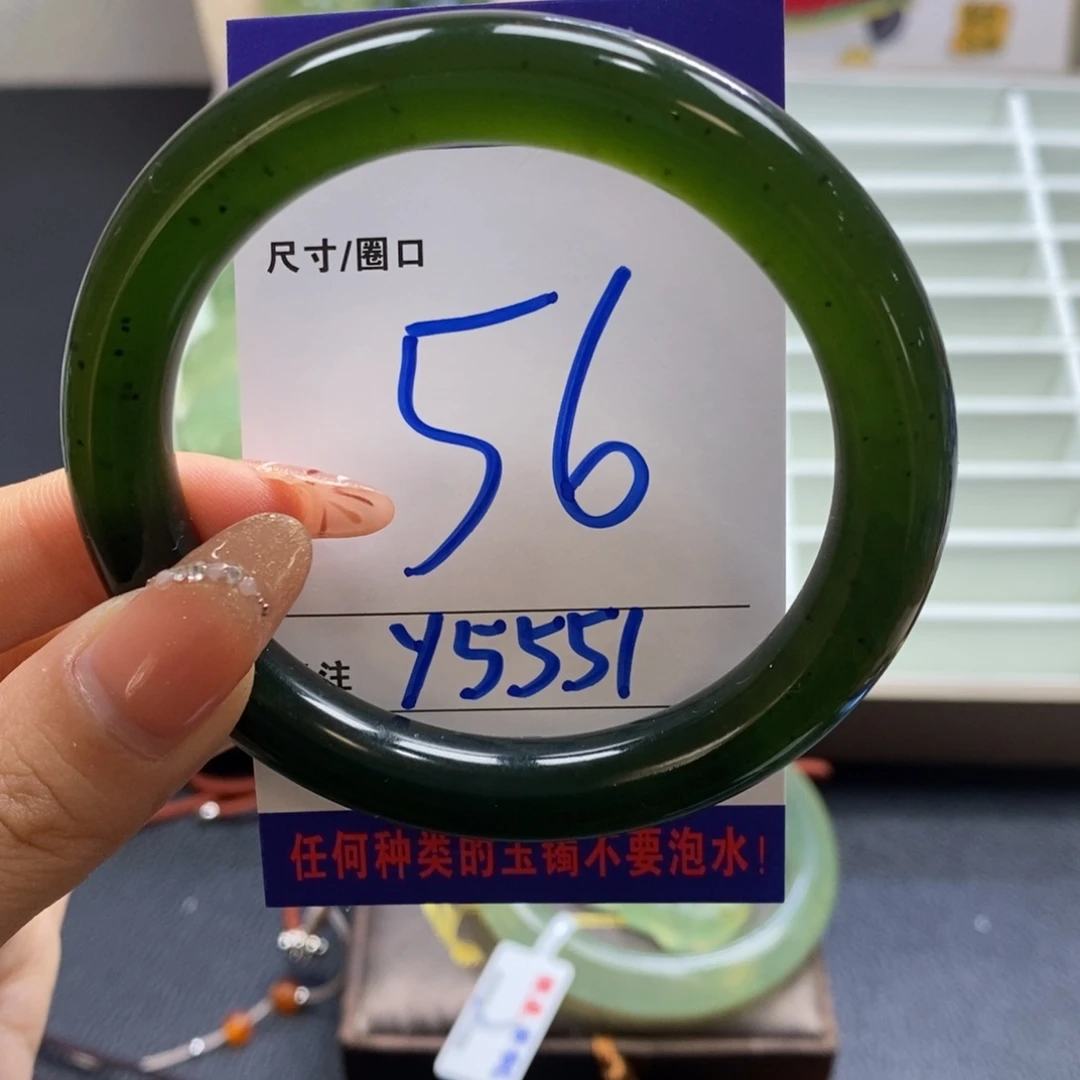 尺寸/圈口
56
注 Y5551
任何种类的玉镯不要泡水!